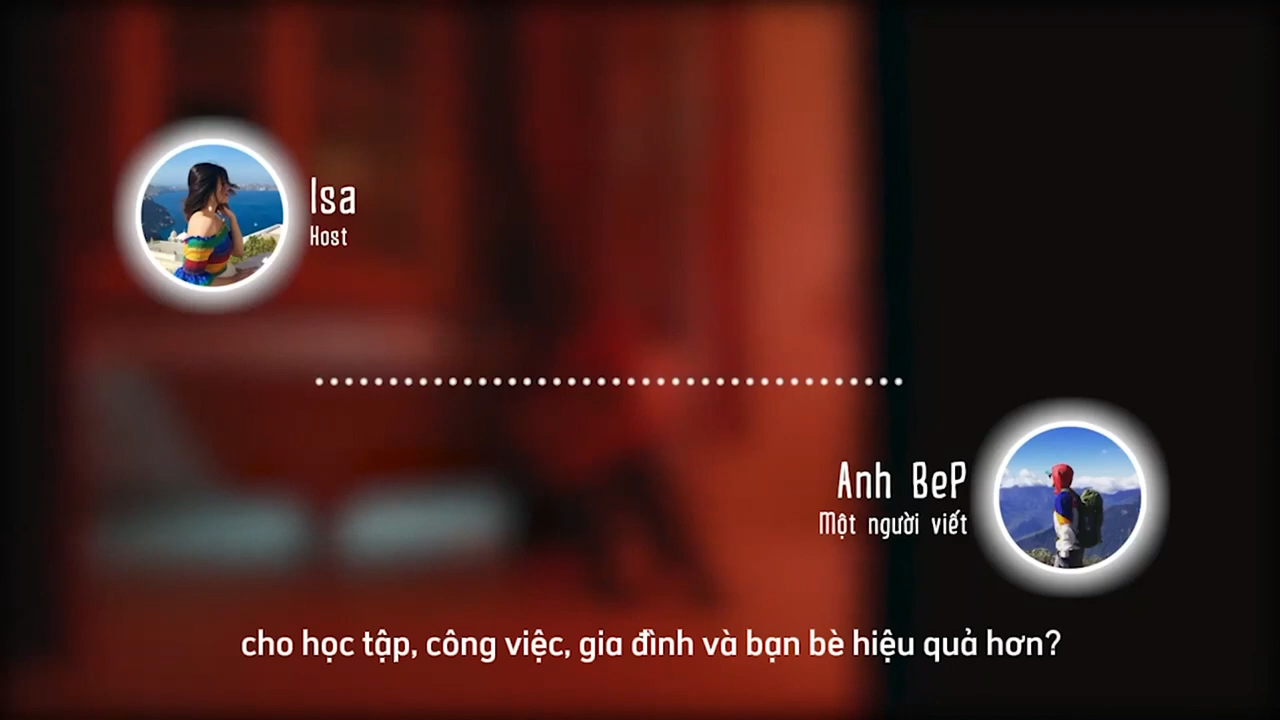 Isa
Host
Anh BeP
Một người viết
cho học tập, công việc, gia đình và bạn bè hiệu quả hơn?